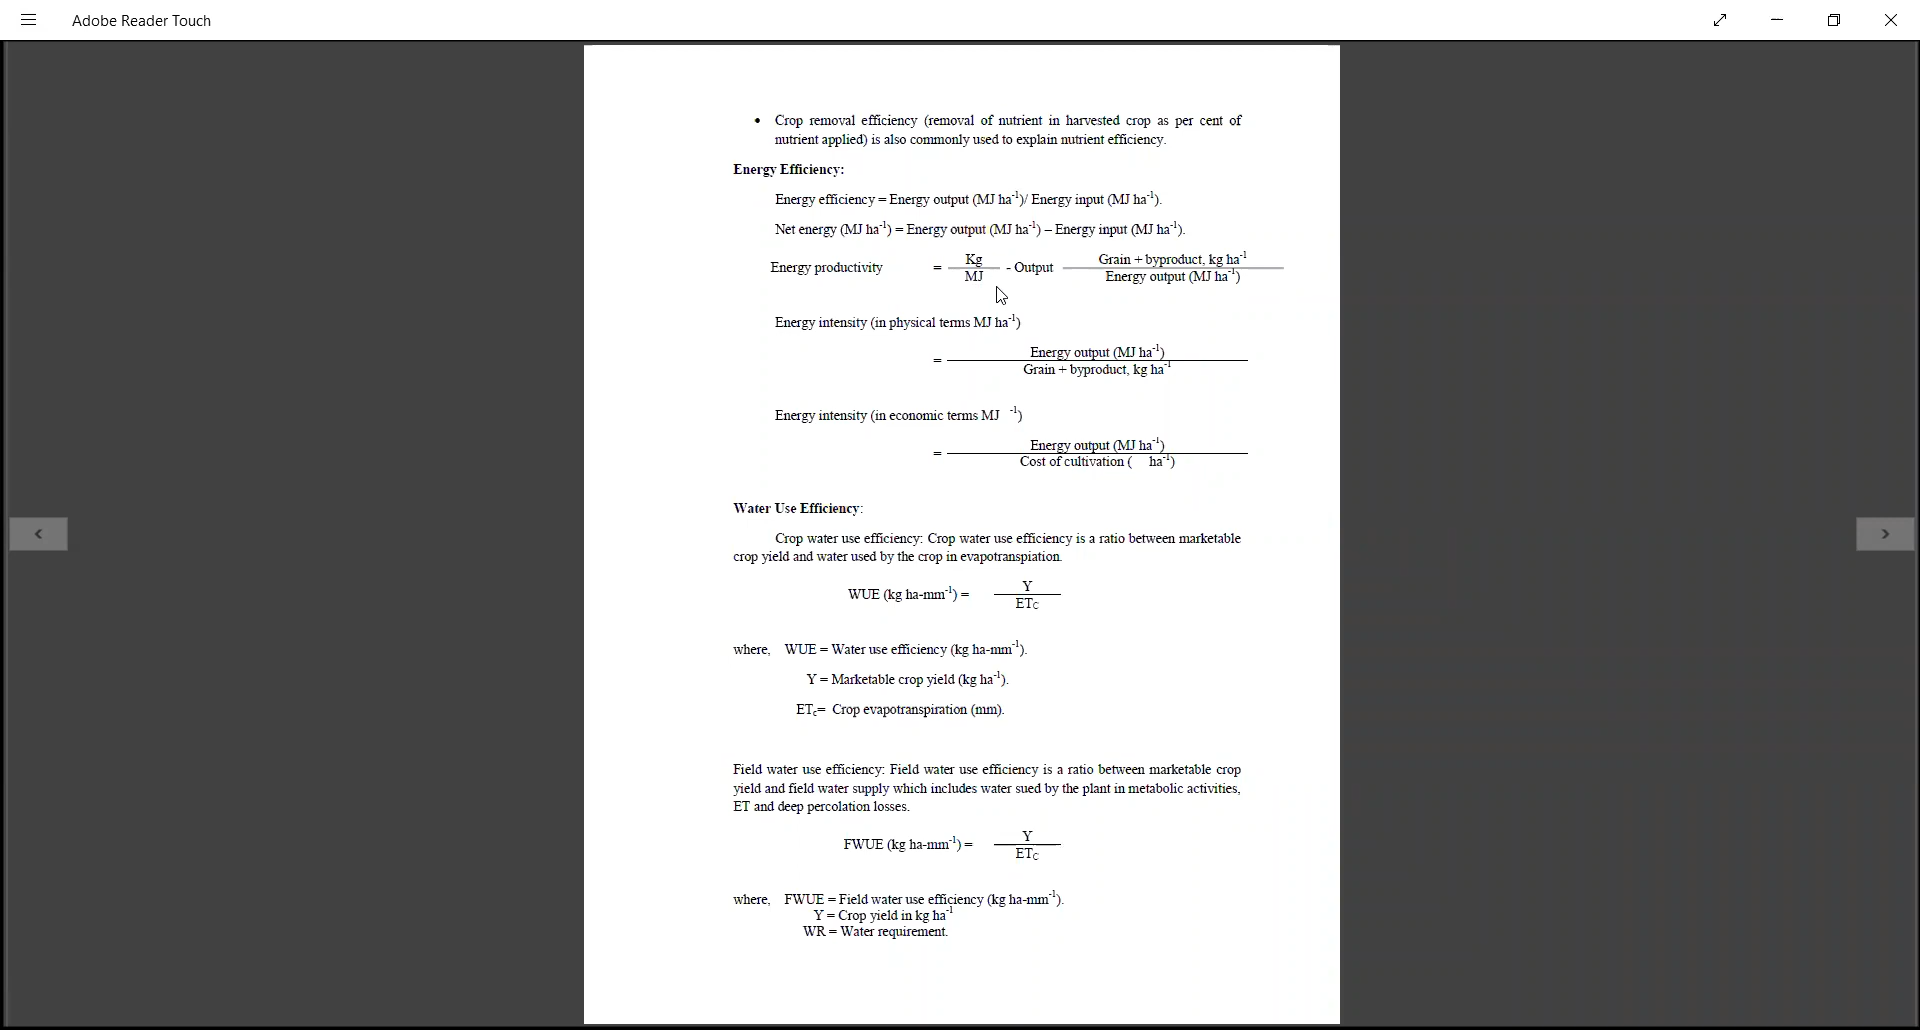 Adobe Reader Touch
• Crop removal efficiency (removal of nutrient in harvested crop as per cent of
nutrient applied) is also commonly used to explain nutrient efficiency.
Energy Efficiency:
Energy efficiency = Energy output (MJ ha⁻¹)/ Energy input (MJ ha⁻¹).
Net energy (MJ ha⁻¹) = Energy output (MJ ha⁻¹) – Energy input (MJ ha⁻¹).
Kg Grain + byproduct, kg ha⁻¹
Energy productivity = - Output
MJ Energy output (MJ ha⁻¹)
Energy intensity (in physical terms MJ ha⁻¹)
Energy output (MJ ha⁻¹)
=
Grain + byproduct, kg ha⁻¹
Energy intensity (in economic terms MJ ⁻¹)
Energy output (MJ ha⁻¹)
=
Cost of cultivation ( ha⁻¹)
Water Use Efficiency:
Crop water use efficiency: Crop water use efficiency is a ratio between marketable
crop yield and water used by the crop in evapotranspiation.
Y
WUE (kg ha-mm⁻¹) =
ETC
where, WUE = Water use efficiency (kg ha-mm⁻¹).
Y = Marketable crop yield (kg ha⁻¹).
ETc= Crop evapotranspiration (mm).
Field water use efficiency: Field water use efficiency is a ratio between marketable crop
yield and field water supply which includes water sued by the plant in metabolic activities,
ET and deep percolation losses.
Y
FWUE (kg ha-mm⁻¹) =
ETC
where, FWUE = Field water use efficiency (kg ha-mm⁻¹).
Y = Crop yield in kg ha⁻¹
WR = Water requirement.